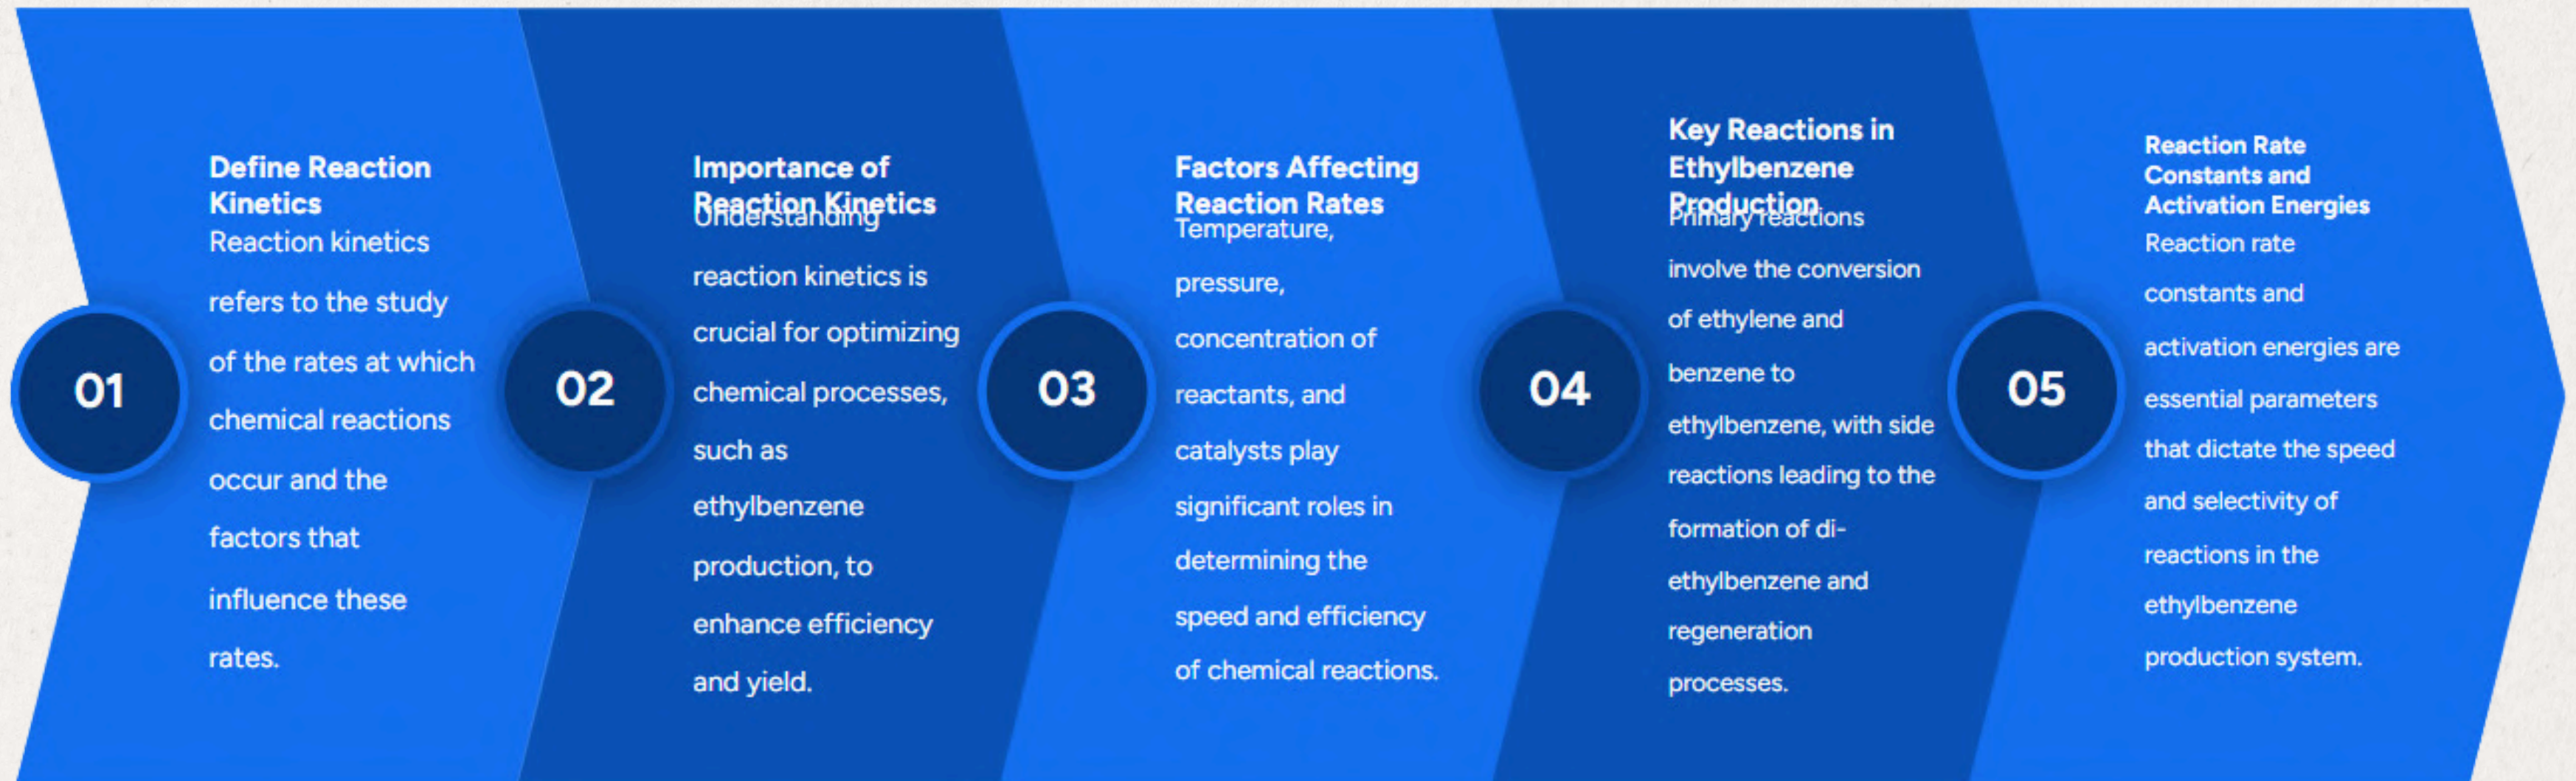 01
Define Reaction
Kinetics
Reaction kinetics
refers to the study
of the rates at which
chemical reactions
occur and the
factors that
influence these
rates.
02
Importance of
Reaction Kinetics
Understanding
reaction kinetics is
crucial for optimizing
chemical processes,
such as
ethylbenzene
production, to
enhance efficiency
and yield.
03
Factors Affecting
Reaction Rates
Temperature,
pressure,
concentration of
reactants, and
catalysts play
significant roles in
determining the
speed and efficiency
of chemical reactions.
04
Key Reactions in
Ethylbenzene
Production
Primary reactions
involve the conversion
of ethylene and
benzene to
ethylbenzene, with side
reactions leading to the
formation of di-
ethylbenzene and
regeneration
processes.
05
Reaction Rate
Constants and
Activation Energies
Reaction rate
constants and
activation energies are
essential parameters
that dictate the speed
and selectivity of
reactions in the
ethylbenzene
production system.